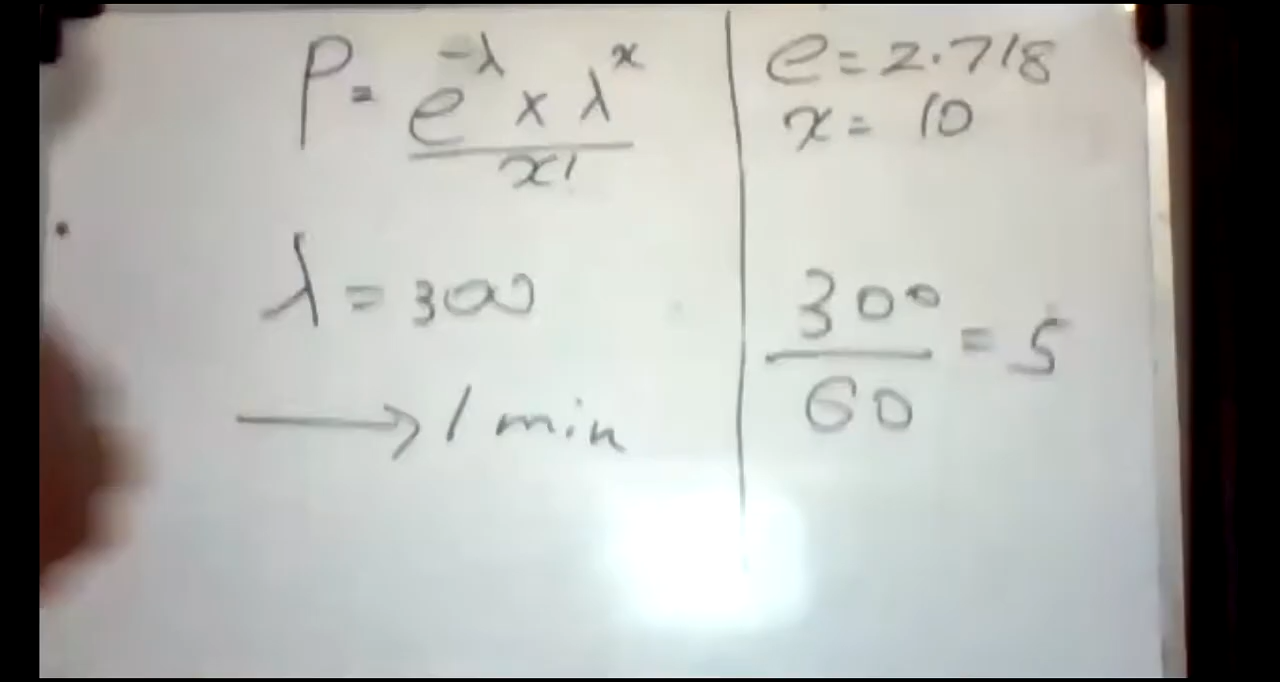 P = e^-λ × λ^x / x!
λ = 300
→ 1 min
e = 2.718
x = 10
300 / 60 = 5